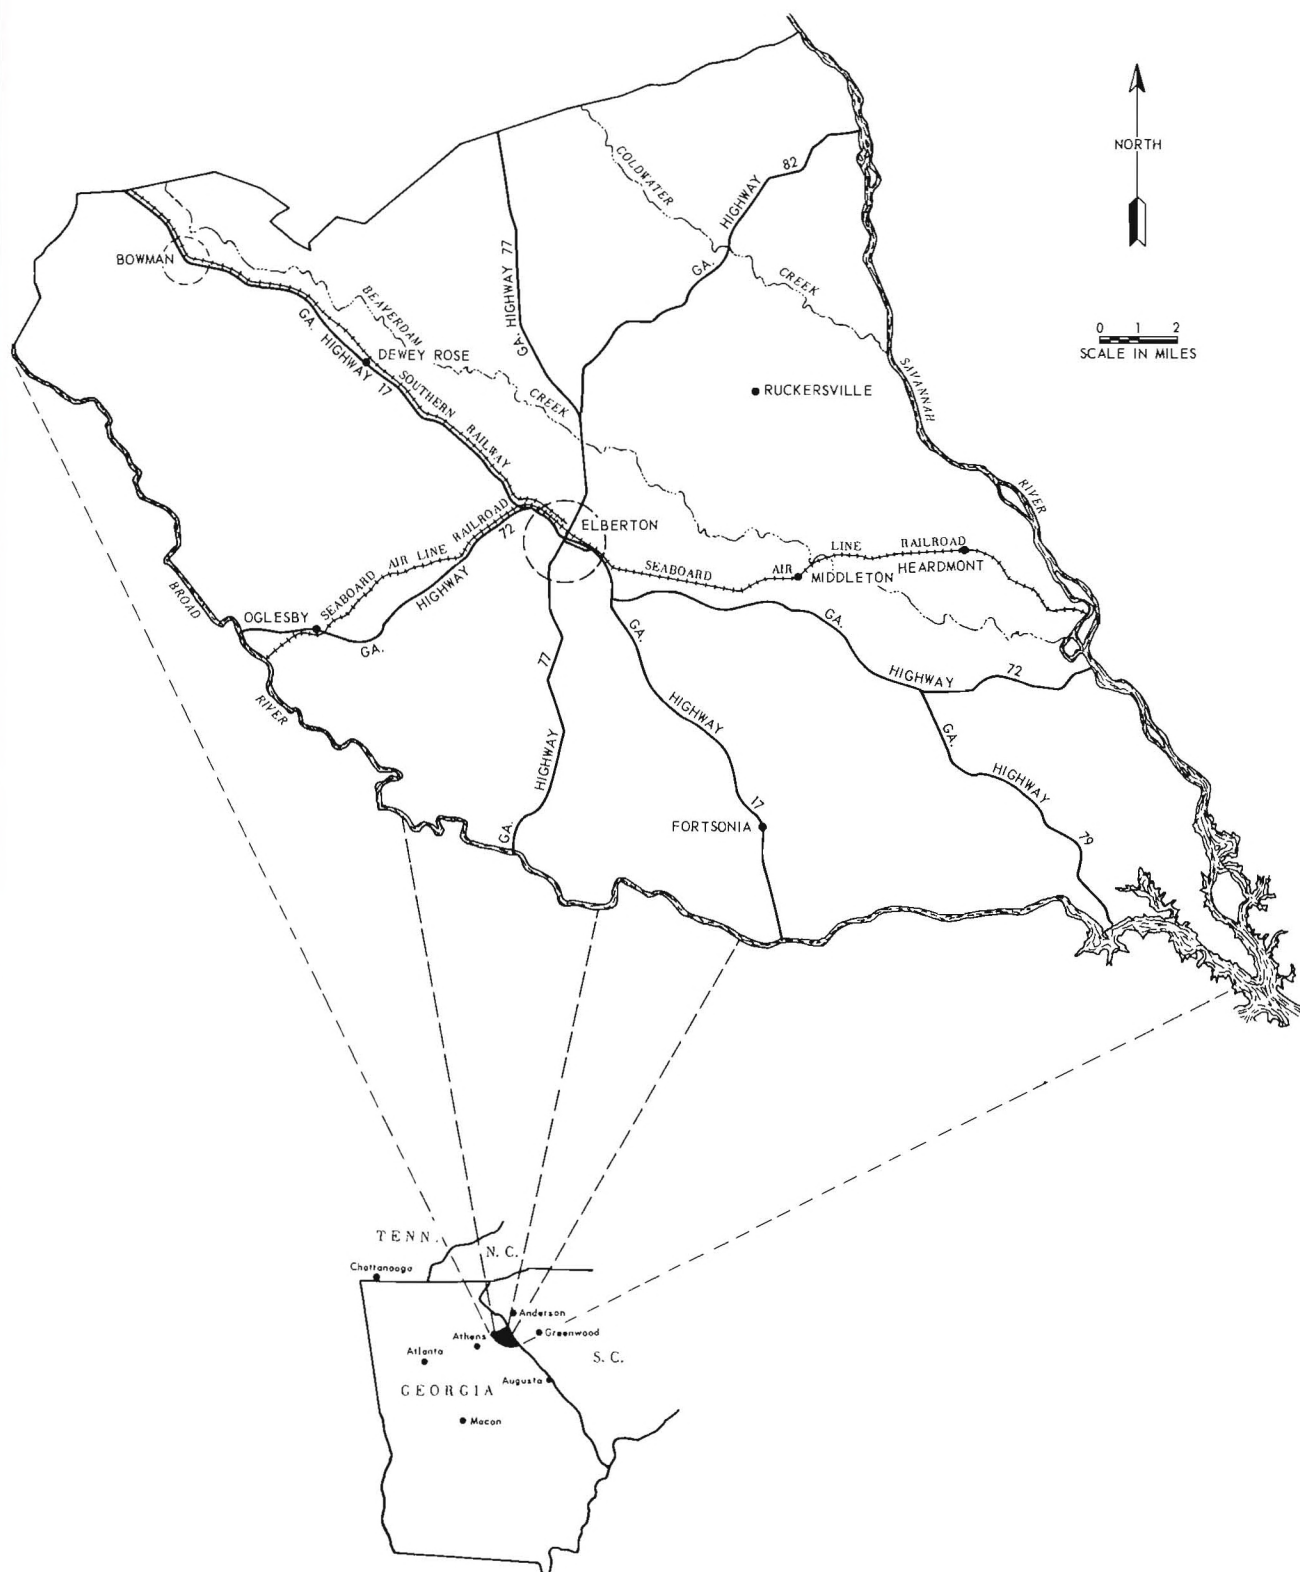 NORTH
0 1 2
SCALE IN MILES
COLDWATER
CREEK
GA. HIGHWAY 82
GA. HIGHWAY 77
BOWMAN
BEAVERDAM
CREEK
GA. HIGHWAY 17
DEWEY ROSE
SOUTHERN RAILWAY
RUCKERSVILLE
SAVANNAH
RIVER
ELBERTON
SEABOARD AIR LINE RAILROAD
GA. HIGHWAY 72
OGLESBY
BROAD
RIVER
SEABOARD AIR LINE RAILROAD
MIDDLETON
HEARDMONT
GA. HIGHWAY 72
GA. HIGHWAY 77
GA. HIGHWAY 17
FORTSONIA
GA. HIGHWAY 79
TENN.
N. C.
Chattanooga
Anderson
Athens
Greenwood
Atlanta
S. C.
Augusta
GEORGIA
Macon